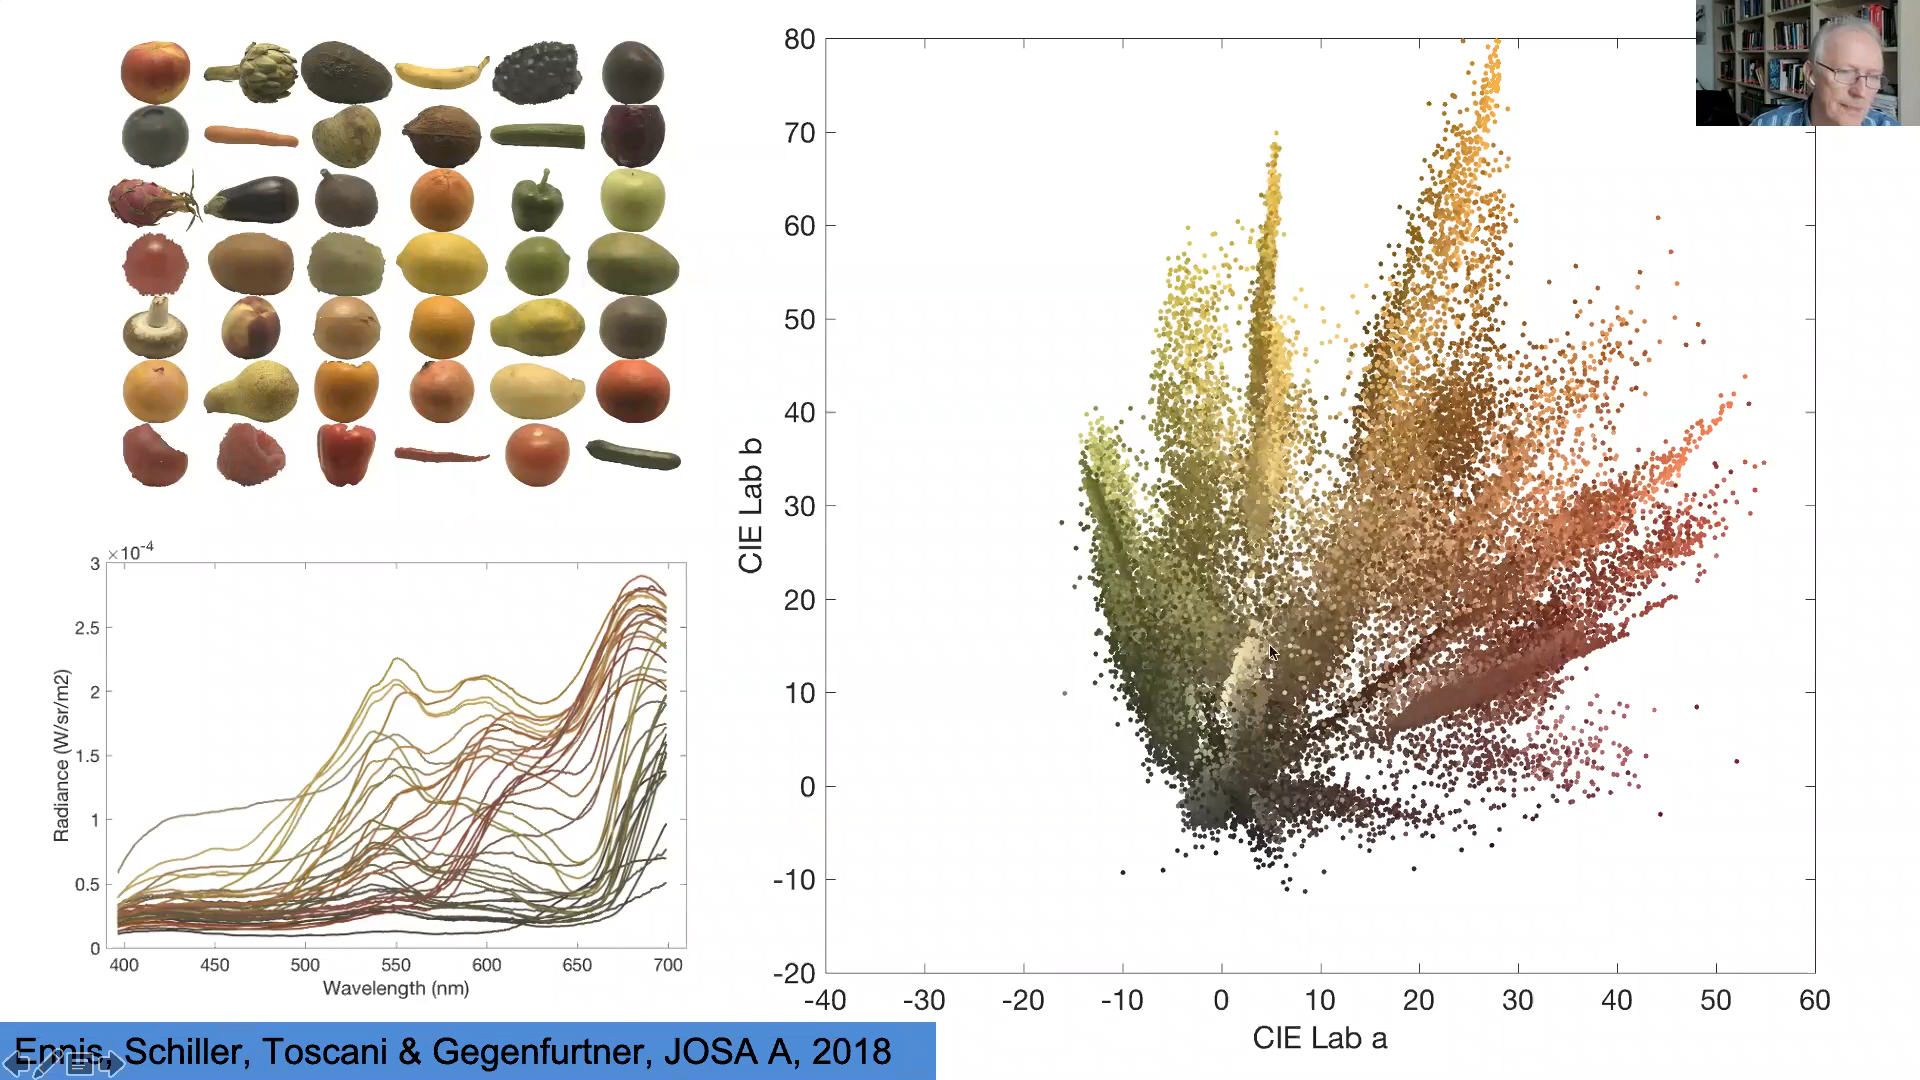 80
70
60
50
40
30
20
10
0
-10
-20
CIE Lab b
-40 -30 -20 -10 0 10 20 30 40 50 60
CIE Lab a
×10-4
3
2.5
2
1.5
1
0.5
0
Radiance (W/sr/m2)
400 450 500 550 600 650 700
Wavelength (nm)
Ennis, Schiller, Toscani & Gegenfurtner, JOSA A, 2018